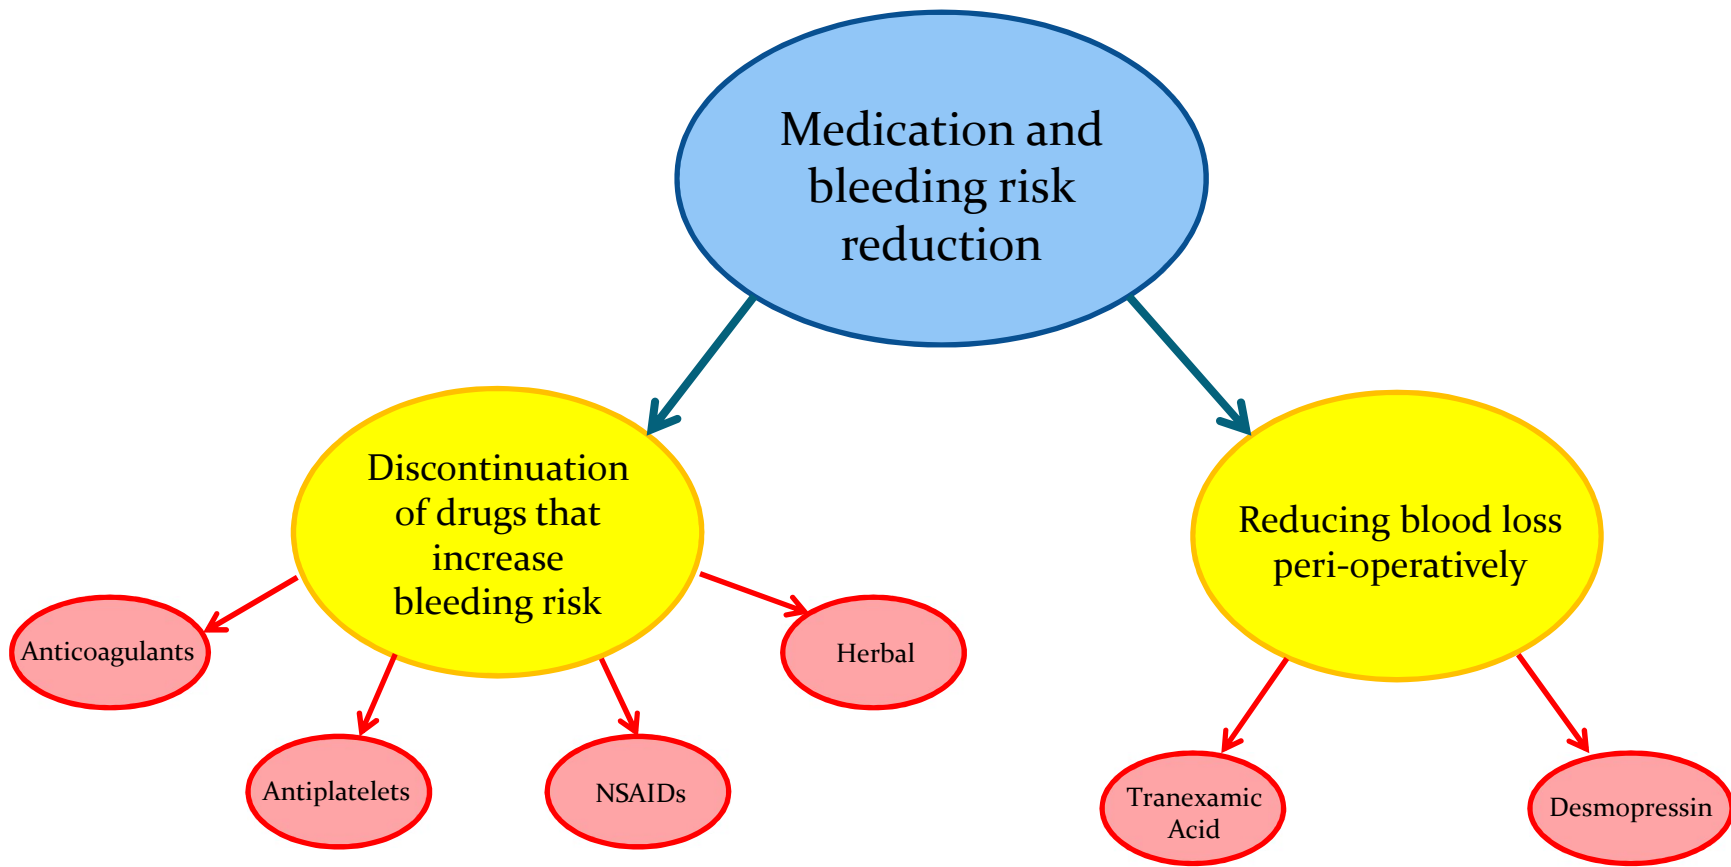 Medication and
bleeding risk
reduction
Discontinuation
of drugs that
increase
bleeding risk
Reducing blood loss
peri-operatively
Anticoagulants
Antiplatelets
NSAIDs
Herbal
Tranexamic
Acid
Desmopressin